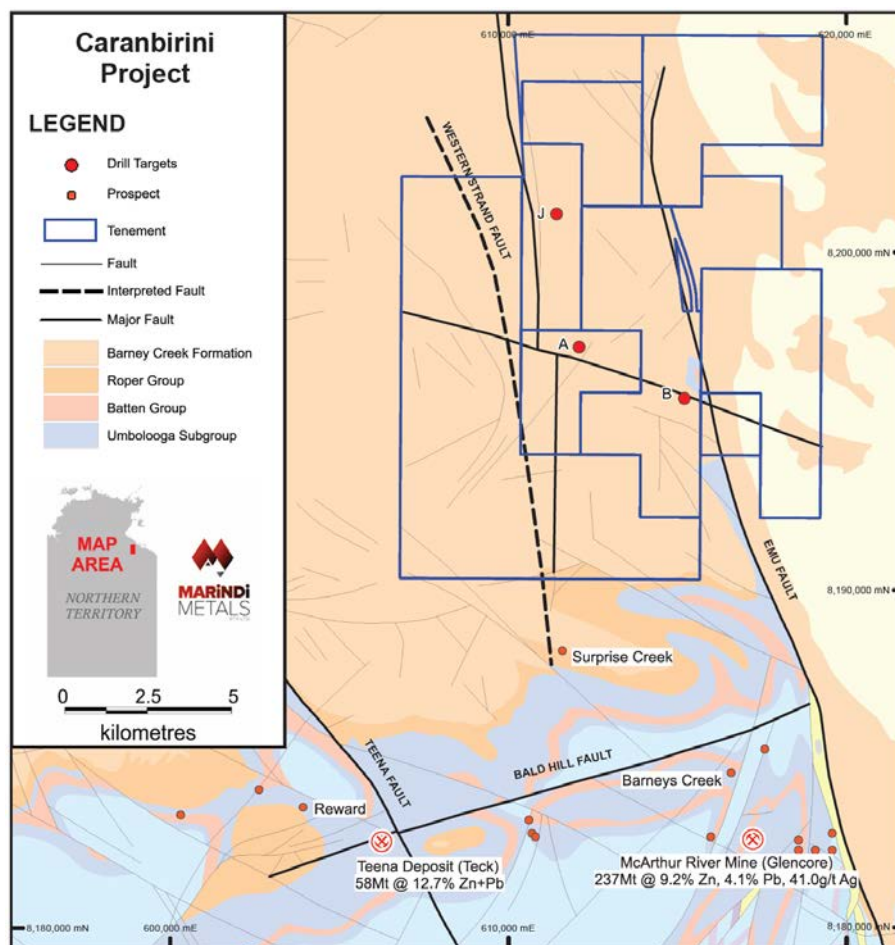 Caranbirini
Project
LEGEND
Drill Targets
Prospect
Tenement
Fault
Interpreted Fault
Major Fault
Barney Creek Formation
Roper Group
Batten Group
Umbolooga Subgroup
MAP
AREA
NORTHERN
TERRITORY
MARiNDi
METALS
0 2.5 5
kilometres
610,000 mE
620,000 mE
WESTERN STRAND FAULT
J
8,200,000 mN
A
B
EMU FAULT
8,190,000 mN
Surprise Creek
TEENA FAULT
BALD HILL FAULT
Barneys Creek
Reward
Teena Deposit (Teck)
58Mt @ 12.7% Zn+Pb
McArthur River Mine (Glencore)
237Mt @ 9.2% Zn, 4.1% Pb, 41.0g/t Ag
8,180,000 mN
600,000 mE
610,000 mE
8,180,000 mN